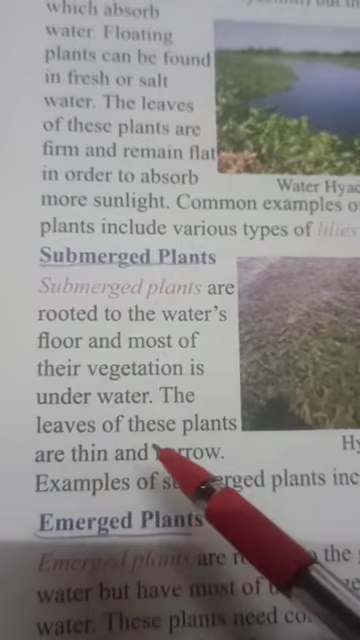 which absorb
water. Floating
plants can be found
in fresh or salt
water. The leaves
of these plants are
firm and remain flat
in order to absorb
Water Hyac
more sunlight. Common examples o
plants include various types of lilies
Submerged Plants
Submerged plants are
rooted to the water's
floor and most of
their vegetation is
under water. The
leaves of these plants
are thin and
Hy
Examples of plants inc
Emerged Plants
Emerged plants are the
water but have most of
water. These plants need